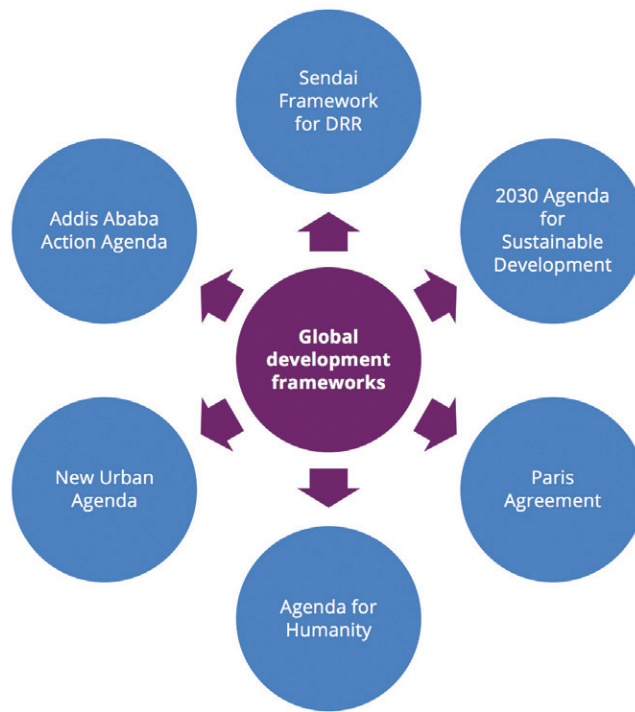 Sendai
Framework
for DRR
2030 Agenda
for
Sustainable
Development
Paris
Agreement
Agenda for
Humanity
New Urban
Agenda
Addis Ababa
Action Agenda
Global
development
frameworks